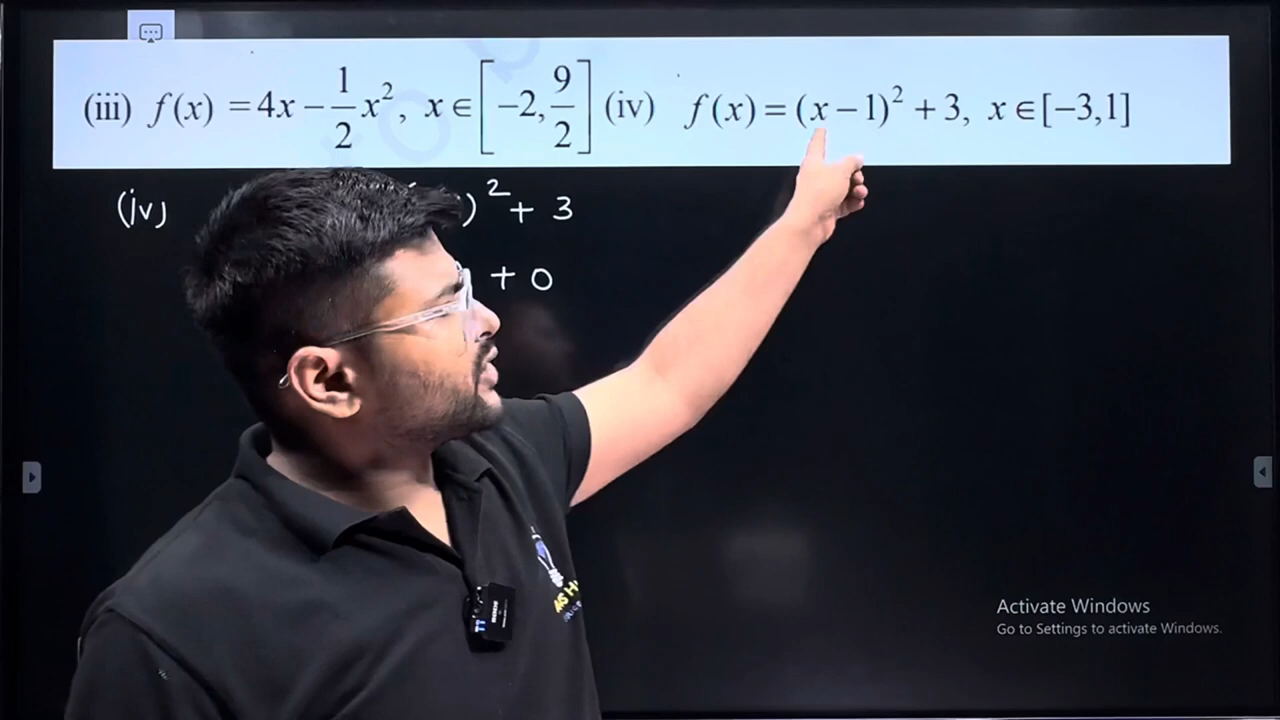 (iii) f(x) = 4x − 1/2 x², x ∈ [−2, 9/2] (iv) f(x) = (x − 1)² + 3, x ∈ [−3, 1]
(iv) )² + 3
+ 0
Activate Windows
Go to Settings to activate Windows.